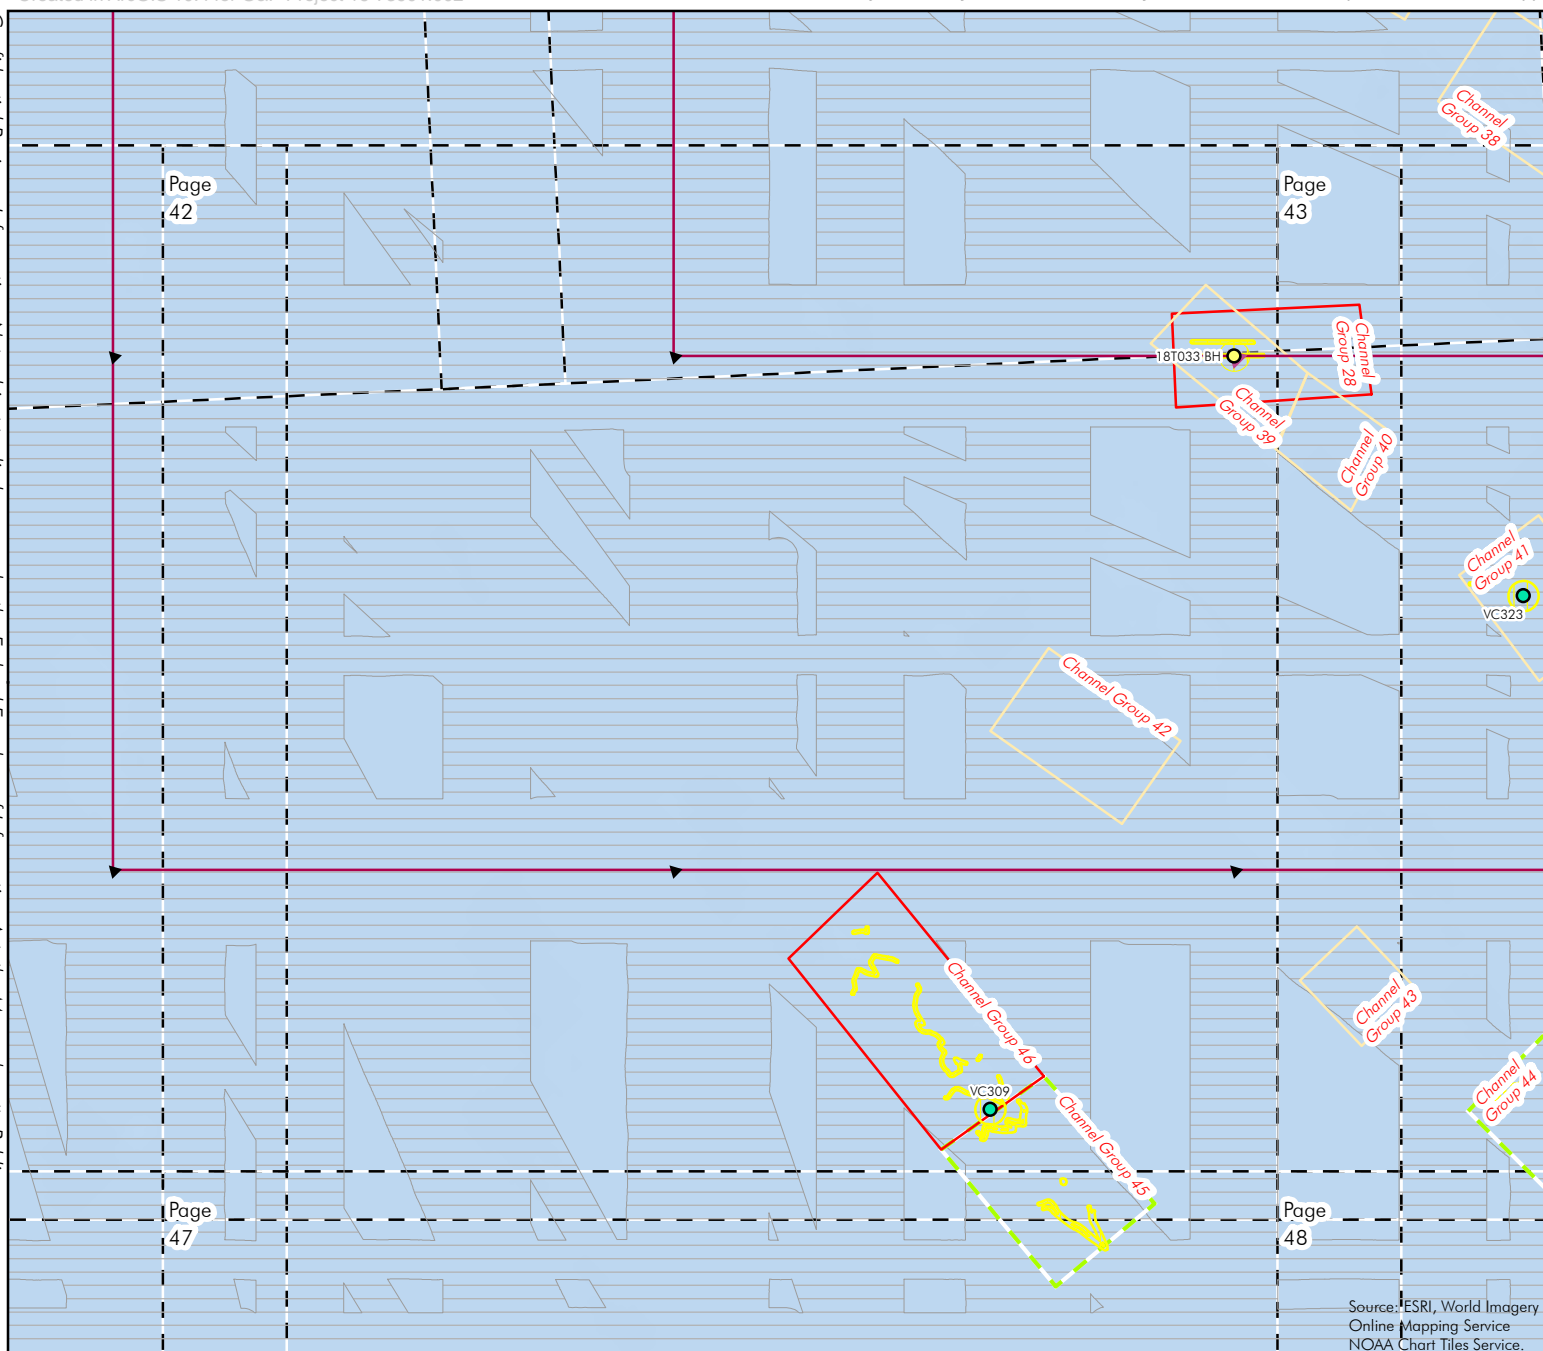 Page
42
Page
43
Channel
Group 38
18T033 BH
Channel
Group 28
Channel
Group 39
Channel
Group 40
Channel
Group 41
VC323
Channel Group 42
Channel Group 46
Channel
Group 43
VC309
Channel Group 45
Channel
Group 44
Page
47
Page
48
Source: ESRI, World Imagery
Online Mapping Service
NOAA Chart Tiles Service.